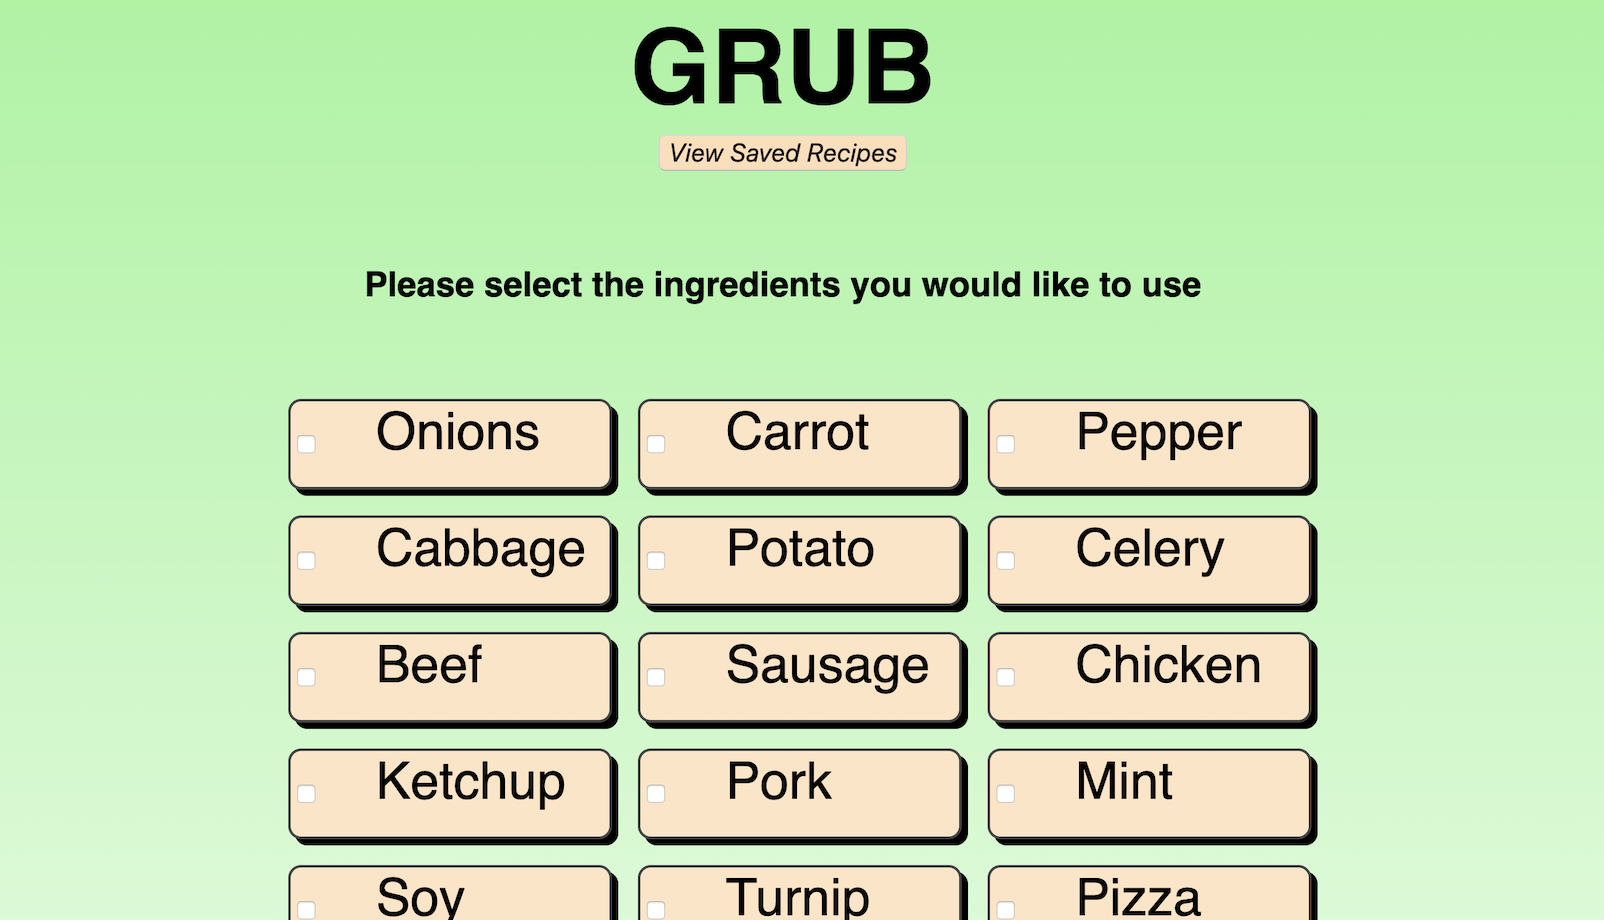 GRUB
View Saved Recipes
Please select the ingredients you would like to use
Onions Carrot Pepper
Cabbage Potato Celery
Beef Sausage Chicken
Ketchup Pork Mint
Soy Turnip Pizza